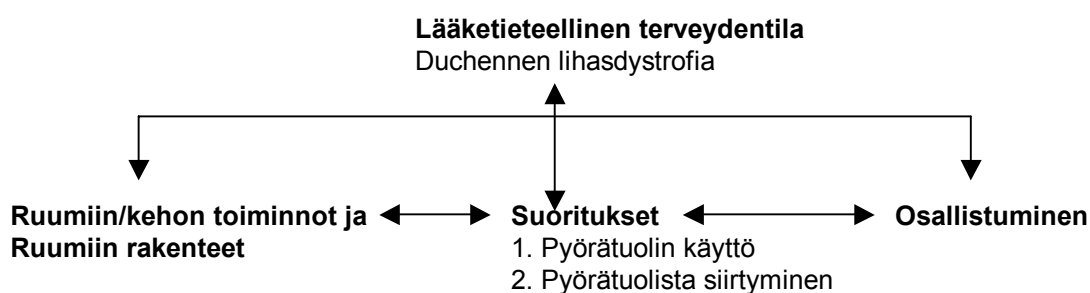 Lääketieteellinen terveydentila
Duchennen lihasdystrofia
Ruumiin/kehon toiminnot ja
Ruumiin rakenteet
Suoritukset
1. Pyörätuolin käyttö
2. Pyörätuolista siirtyminen
Osallistuminen